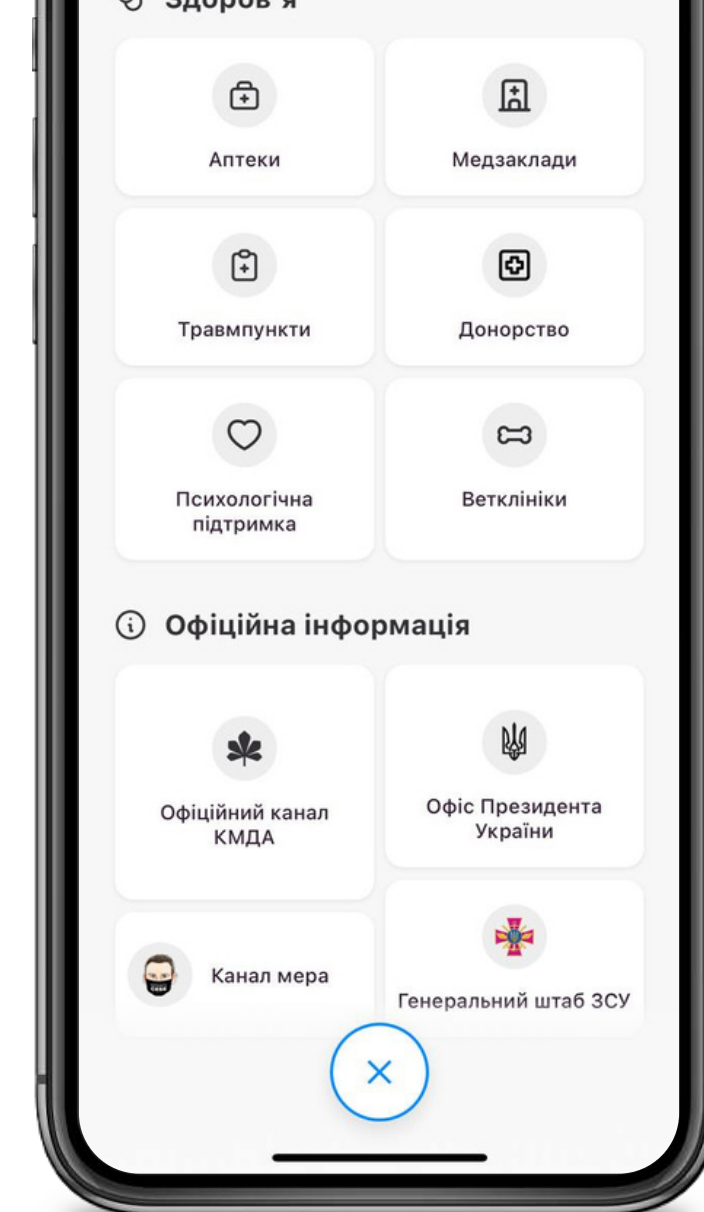 Здоров'я
Аптеки
Медзаклади
Травмпункти
Донорство
Психологічна
підтримка
Ветклініки
Офіційна інформація
Офіційний канал
КМДА
Офіс Президента
України
Канал мера
Генеральний штаб ЗСУ